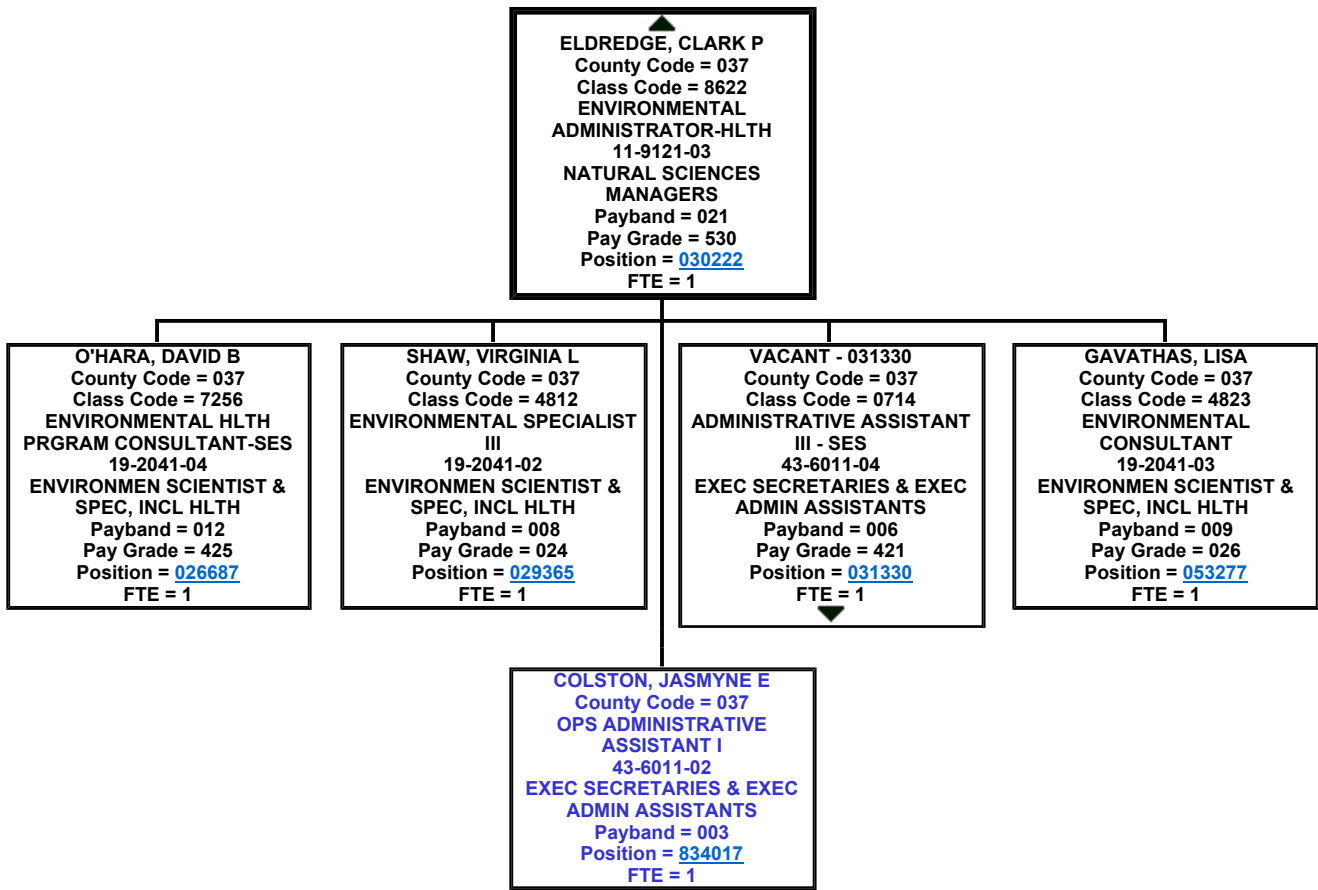 ELDREDGE, CLARK P
County Code = 037
Class Code = 8622
ENVIRONMENTAL
ADMINISTRATOR-HLTH
11-9121-03
NATURAL SCIENCES
MANAGERS
Payband = 021
Pay Grade = 530
Position = 030222
FTE = 1
O'HARA, DAVID B
County Code = 037
Class Code = 7256
ENVIRONMENTAL HLTH
PRGRAM CONSULTANT-SES
19-2041-04
ENVIRONMEN SCIENTIST &
SPEC, INCL HLTH
Payband = 012
Pay Grade = 425
Position = 026687
FTE = 1
SHAW, VIRGINIA L
County Code = 037
Class Code = 4812
ENVIRONMENTAL SPECIALIST
III
19-2041-02
ENVIRONMEN SCIENTIST &
SPEC, INCL HLTH
Payband = 008
Pay Grade = 024
Position = 029365
FTE = 1
VACANT - 031330
County Code = 037
Class Code = 0714
ADMINISTRATIVE ASSISTANT
III - SES
43-6011-04
EXEC SECRETARIES & EXEC
ADMIN ASSISTANTS
Payband = 006
Pay Grade = 421
Position = 031330
FTE = 1
GAVATHAS, LISA
County Code = 037
Class Code = 4823
ENVIRONMENTAL
CONSULTANT
19-2041-03
ENVIRONMEN SCIENTIST &
SPEC, INCL HLTH
Payband = 009
Pay Grade = 026
Position = 053277
FTE = 1
COLSTON, JASMYNE E
County Code = 037
OPS ADMINISTRATIVE
ASSISTANT I
43-6011-02
EXEC SECRETARIES & EXEC
ADMIN ASSISTANTS
Payband = 003
Position = 834017
FTE = 1